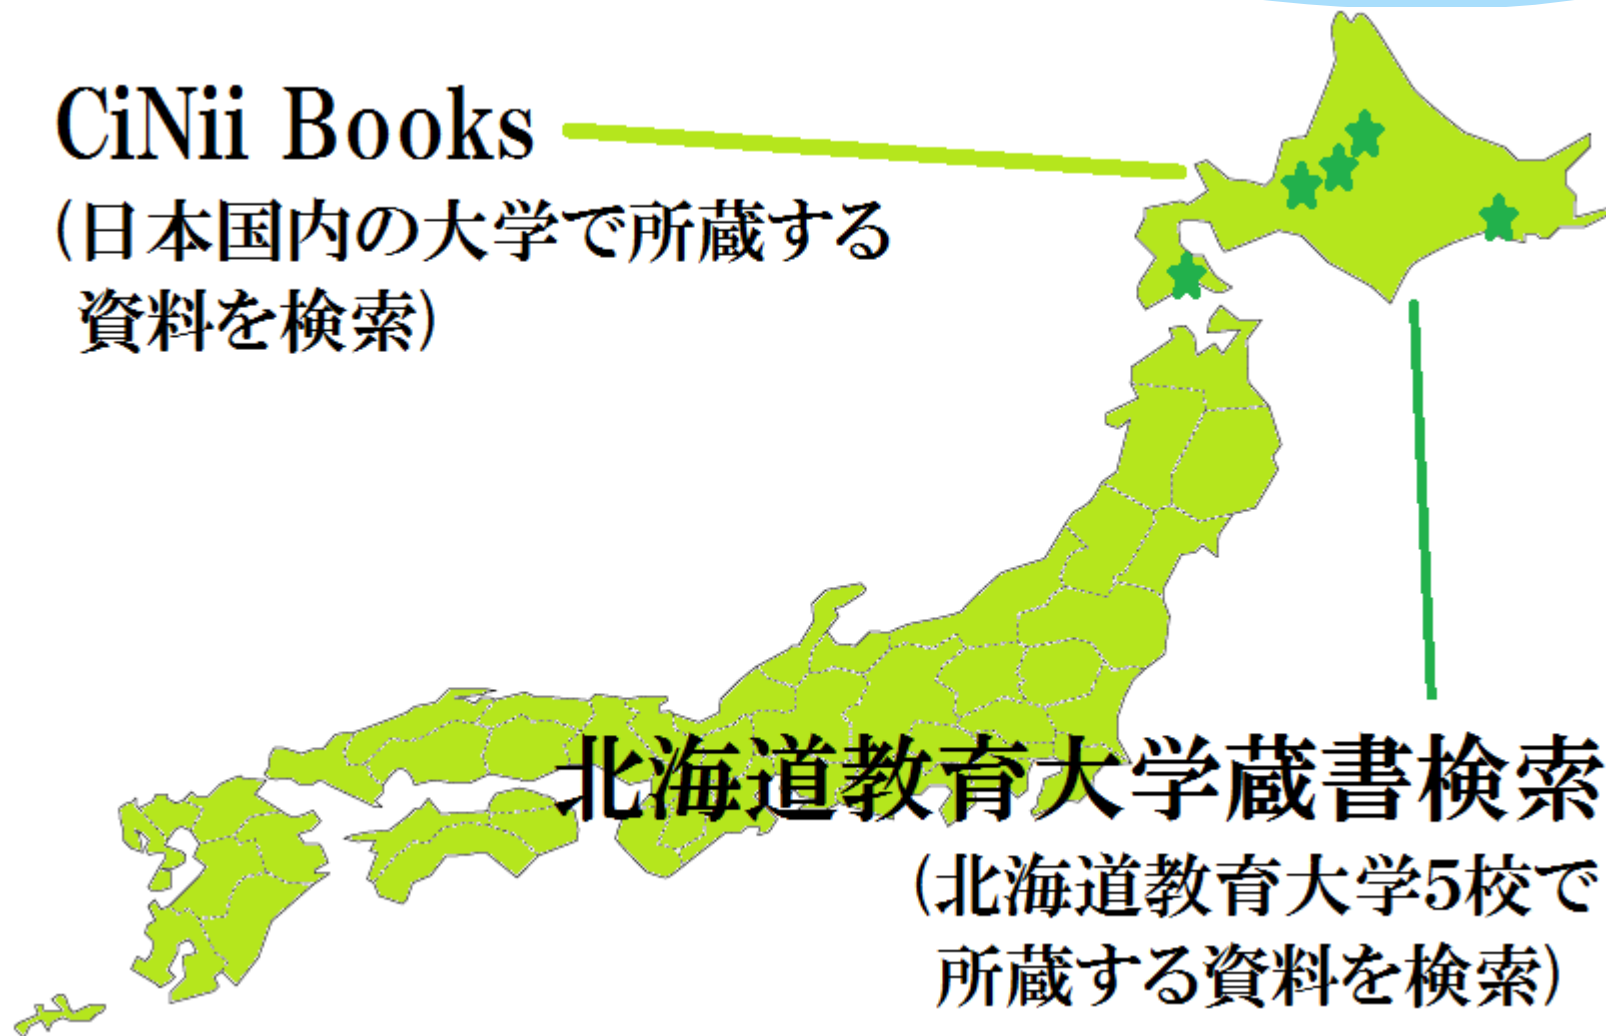 CiNii Books
(日本国内の大学で所蔵する
資料を検索)
北海道教育大学蔵書検索
(北海道教育大学5校で
所蔵する資料を検索)